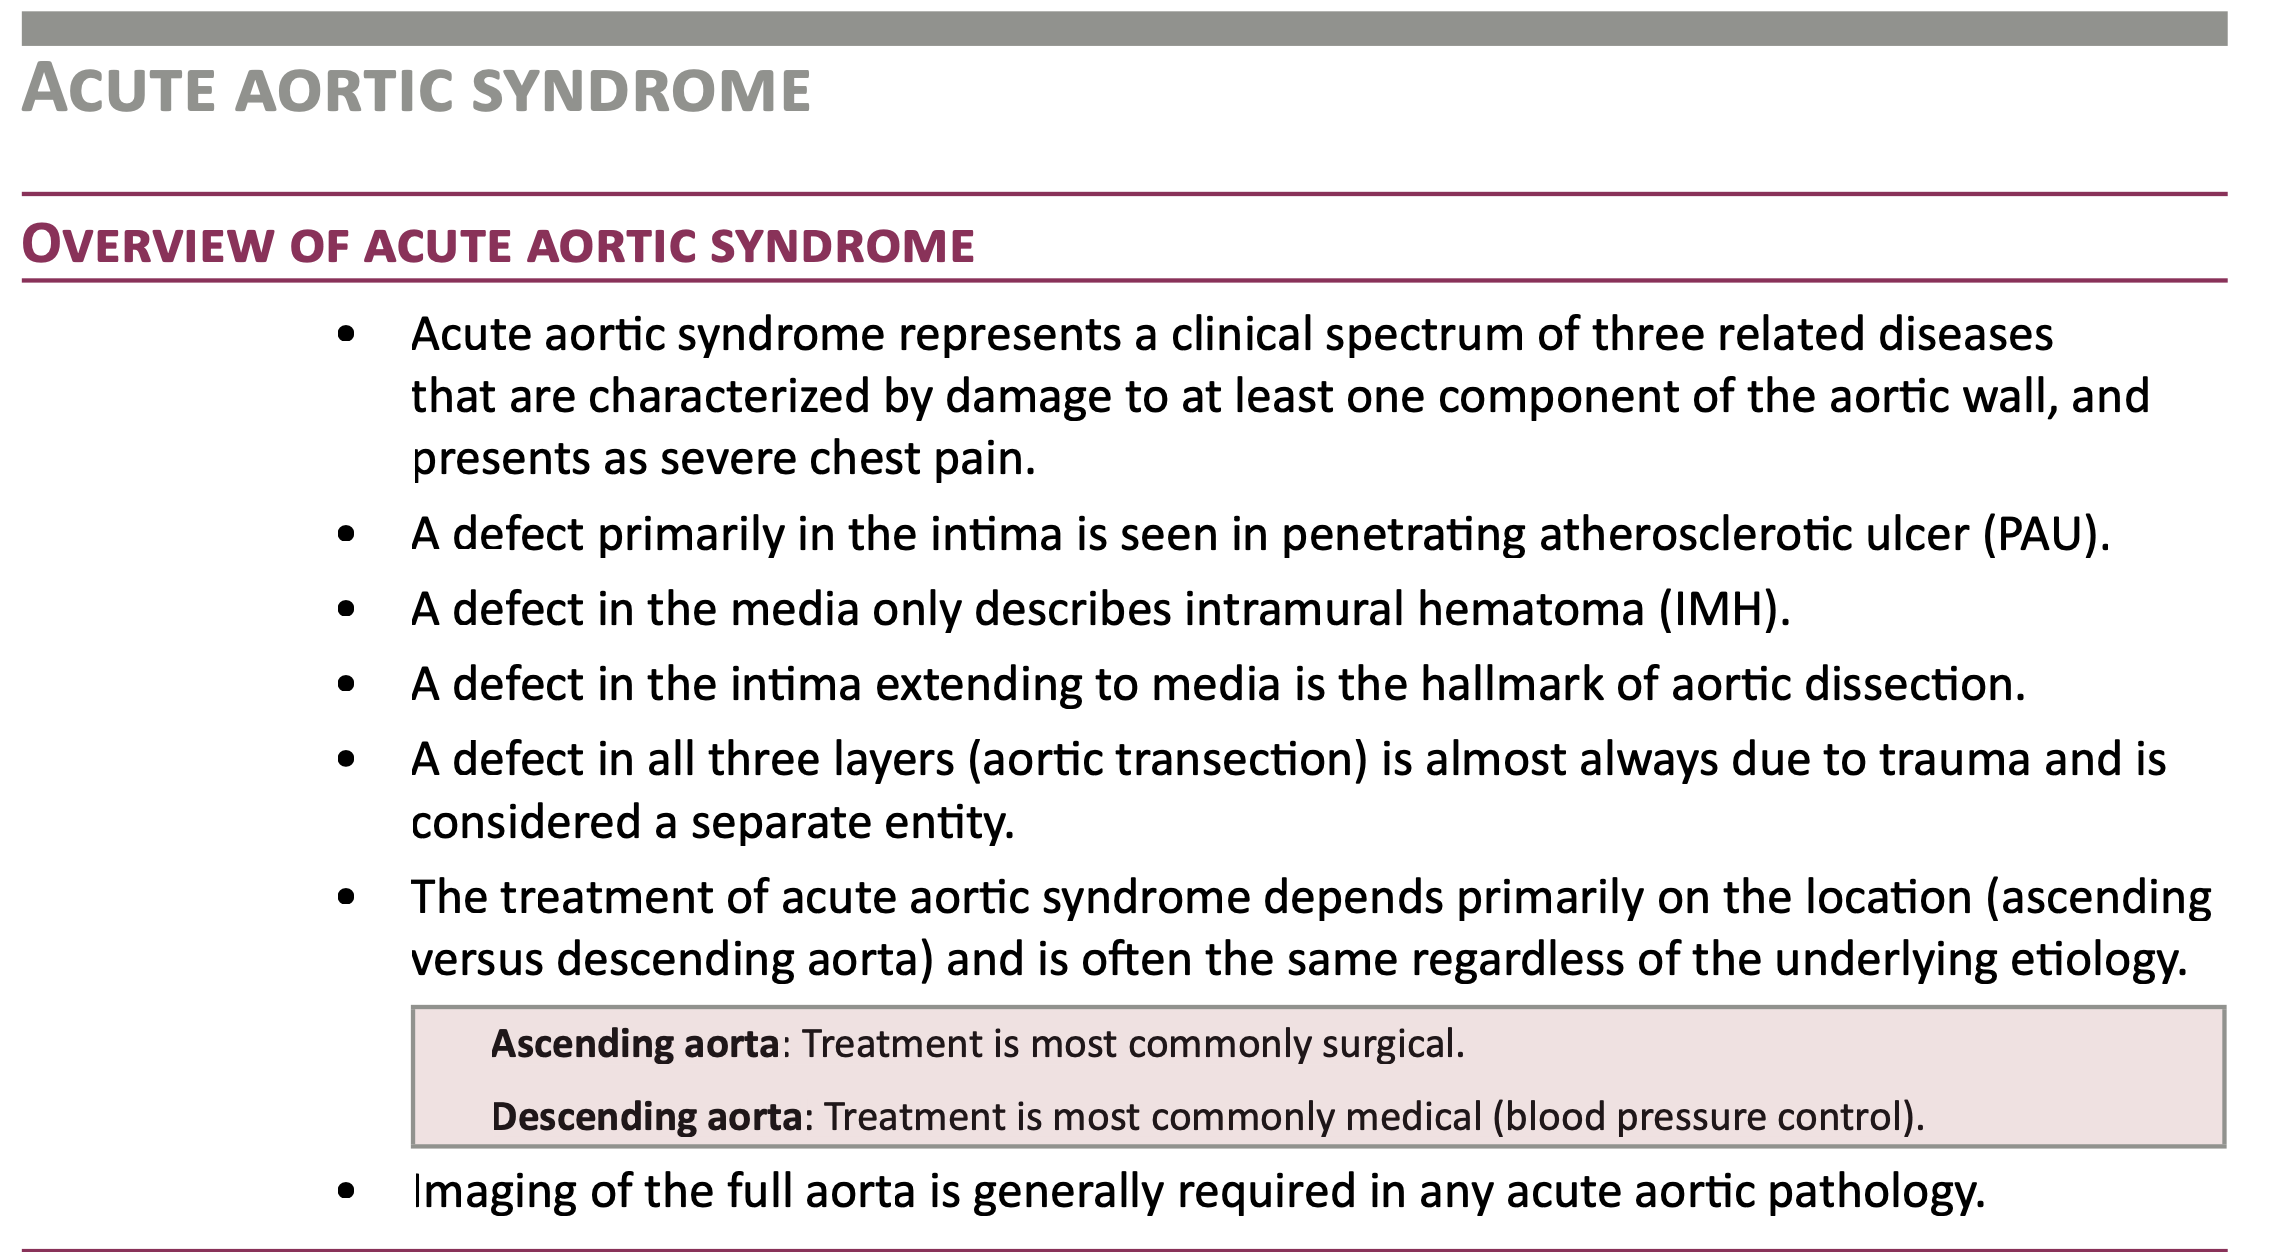 ACUTE AORTIC SYNDROME
OVERVIEW OF ACUTE AORTIC SYNDROME
• Acute aortic syndrome represents a clinical spectrum of three related diseases
that are characterized by damage to at least one component of the aortic wall, and
presents as severe chest pain.
• A defect primarily in the intima is seen in penetrating atherosclerotic ulcer (PAU).
• A defect in the media only describes intramural hematoma (IMH).
• A defect in the intima extending to media is the hallmark of aortic dissection.
• A defect in all three layers (aortic transection) is almost always due to trauma and is
considered a separate entity.
• The treatment of acute aortic syndrome depends primarily on the location (ascending
versus descending aorta) and is often the same regardless of the underlying etiology.
Ascending aorta: Treatment is most commonly surgical.
Descending aorta: Treatment is most commonly medical (blood pressure control).
• Imaging of the full aorta is generally required in any acute aortic pathology.